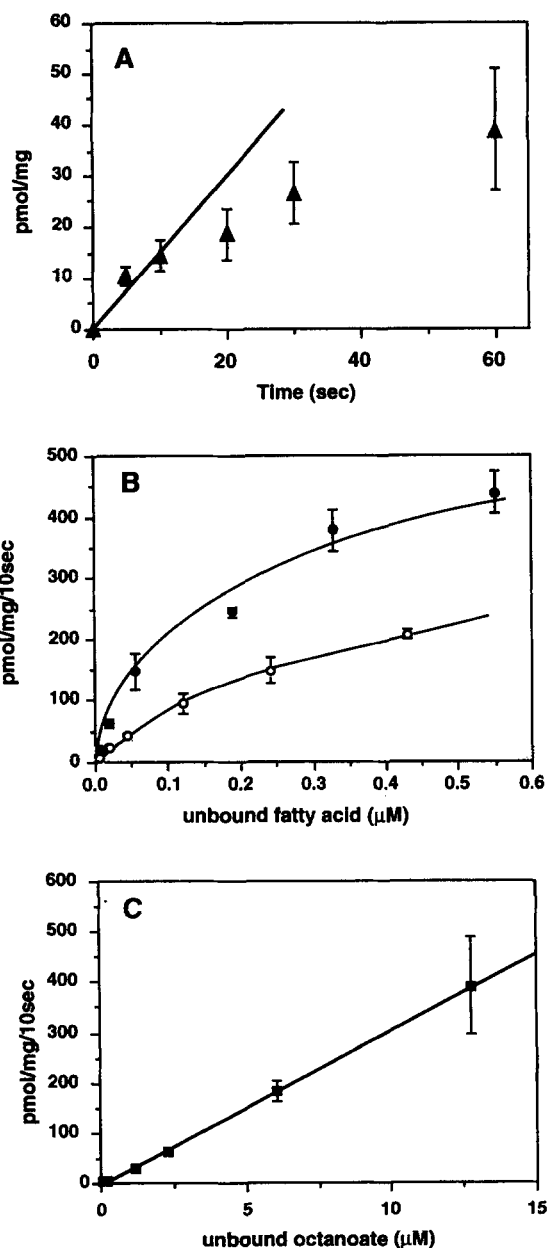 A
60
50
40
30
20
10
0
pmol/mg
0 20 40 60
Time (sec)
B
500
400
300
200
100
0
pmol/mg/10sec
0.0 0.1 0.2 0.3 0.4 0.5 0.6
unbound fatty acid (μM)
C
600
500
400
300
200
100
0
pmol/mg/10sec
0 5 10 15
unbound octanoate (μM)